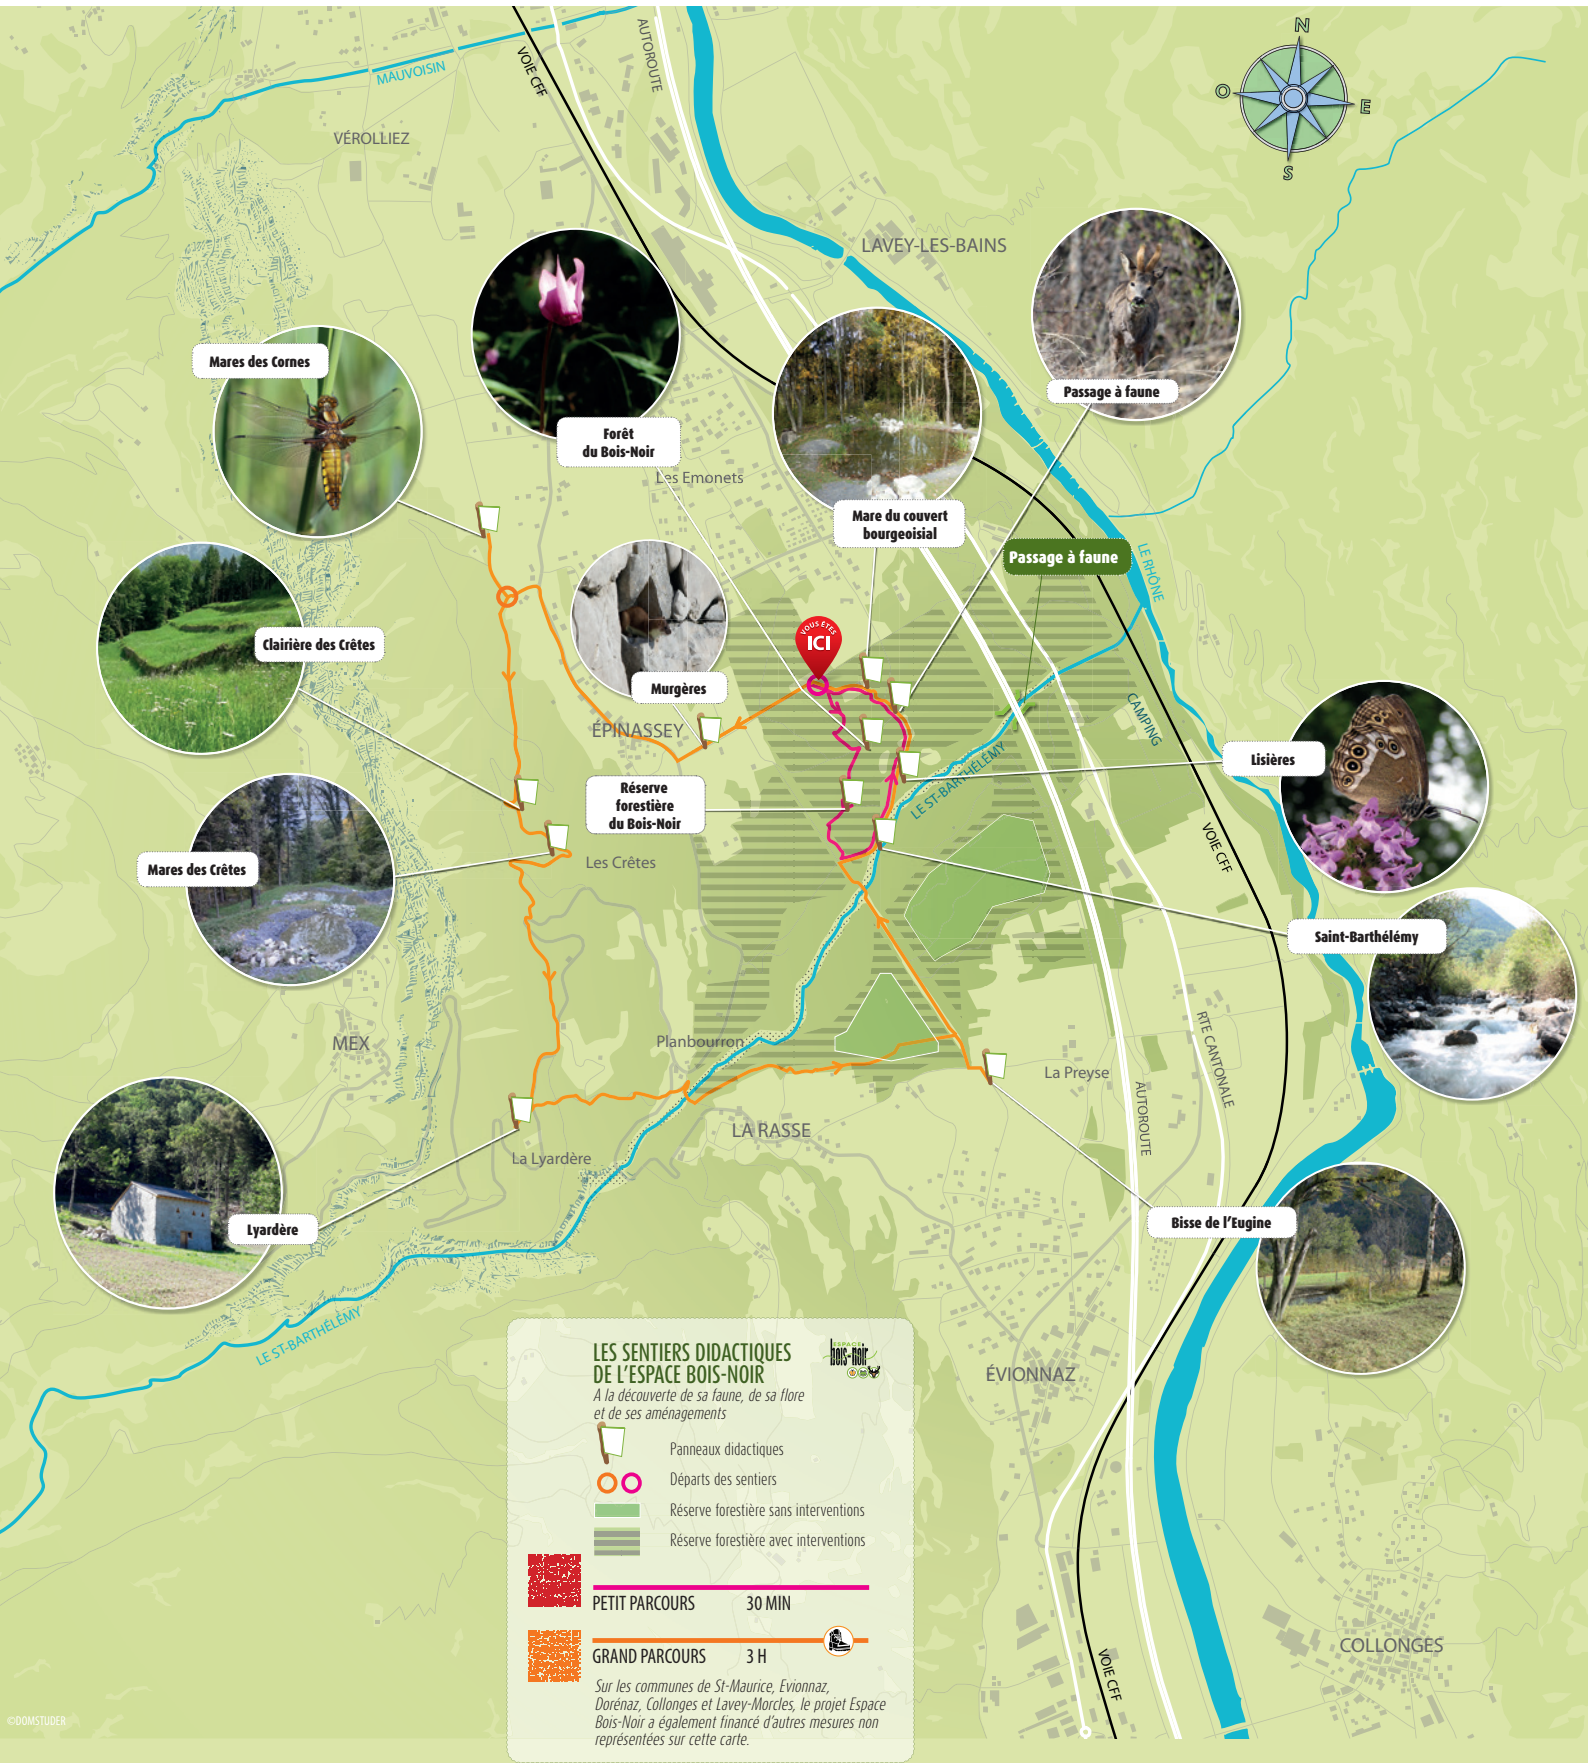 N
O
E
S
MAUVOISIN
VOIE CFF
AUTOROUTE
VÉROLLIEZ
LAVEY-LES-BAINS
Mares des Cornes
Passage à faune
Forêt
du Bois-Noir
Les Emonets
Mare du couvert
bourgeoisial
Passage à faune
LE RHÔNE
VOUS ÊTES
ICI
Clairière des Crêtes
Murgères
ÉPINASSEY
CAMPING
Lisières
LE ST-BARTHÉLÉMY
Réserve
forestière
du Bois-Noir
VOIE CFF
Mares des Crêtes
Les Crêtes
Saint-Barthélémy
MEX
Planbourron
La Preyse
RTE CANTONALE
AUTOROUTE
LA RASSE
La Lyardère
Lyardère
Bisse de l'Eugine
LE ST-BARTHÉLÉMY
ÉVIONNAZ
COLLONGES
VOIE CFF
LES SENTIERS DIDACTIQUES
DE L'ESPACE BOIS-NOIR
ESPACE
bois-noir
A la découverte de sa faune, de sa flore
et de ses aménagements
Panneaux didactiques
Départs des sentiers
Réserve forestière sans interventions
Réserve forestière avec interventions
PETIT PARCOURS 30 MIN
GRAND PARCOURS 3 H
Sur les communes de St-Maurice, Evionnaz,
Dorénaz, Collonges et Lavey-Morcles, le projet Espace
Bois-Noir a également financé d'autres mesures non
représentées sur cette carte.
©DOMSTUDER